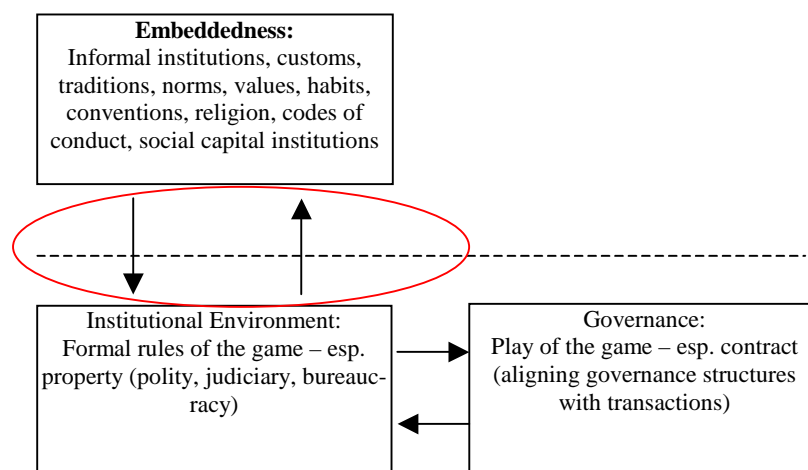 Embeddedness:
Informal institutions, customs,
traditions, norms, values, habits,
conventions, religion, codes of
conduct, social capital institutions
Institutional Environment:
Formal rules of the game – esp.
property (polity, judiciary, bureauc-
racy)
Governance:
Play of the game – esp. contract
(aligning governance structures
with transactions)